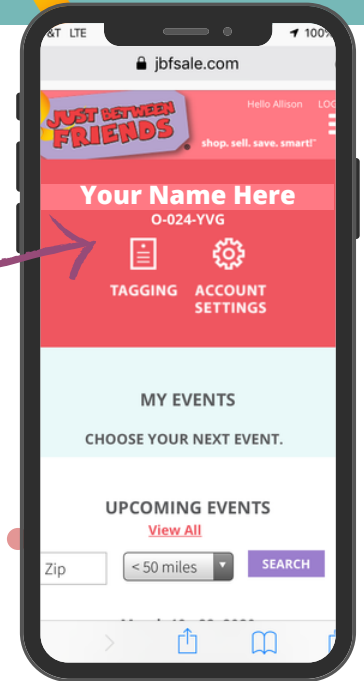 &T LTE 100%
jbfsale.com
Hello Allison LOG
JUST BETWEEN
FRIENDS
shop. sell. save. smart!
Your Name Here
O-024-YVG
TAGGING ACCOUNT
SETTINGS
MY EVENTS
CHOOSE YOUR NEXT EVENT.
UPCOMING EVENTS
View All
Zip < 50 miles SEARCH